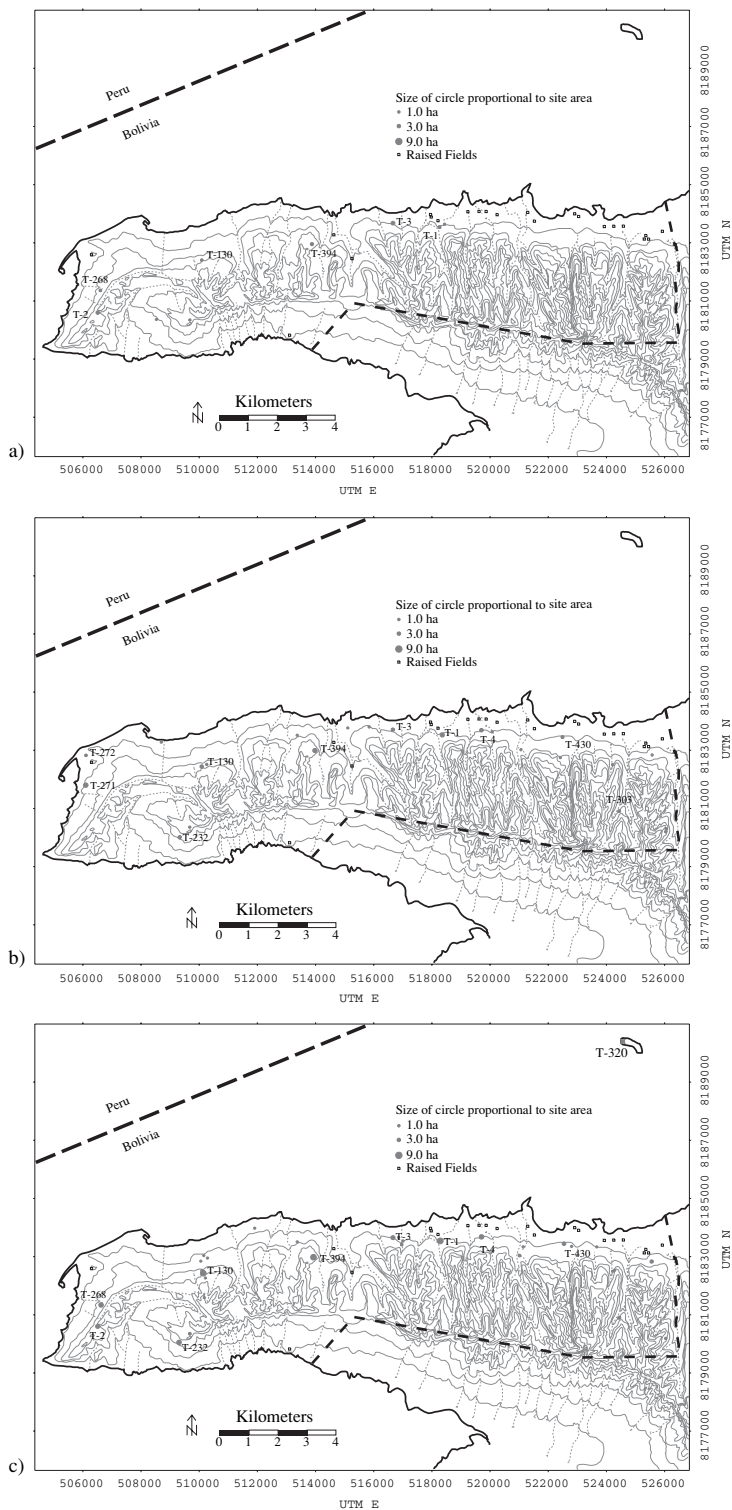 8189000
Peru
Bolivia
8187000
Size of circle proportional to site area
1.0 ha
3.0 ha
9.0 ha
Raised Fields
8185000
UTM N
T-3
T-1
8183000
T-130
T-394
T-268
8181000
T-2
8179000
N
Kilometers
0 1 2 3 4
8177000
a)
506000 508000 510000 512000 514000 516000 518000 520000 522000 524000 526000
UTM E
8189000
Peru
Bolivia
8187000
Size of circle proportional to site area
1.0 ha
3.0 ha
9.0 ha
Raised Fields
8185000
UTM N
T-3
T-1
T-4
T-430
T-272
T-394
8183000
T-130
T-271
T-303
8181000
T-232
8179000
N
Kilometers
0 1 2 3 4
8177000
b)
506000 508000 510000 512000 514000 516000 518000 520000 522000 524000 526000
UTM E
T-320
8189000
Peru
Bolivia
8187000
Size of circle proportional to site area
1.0 ha
3.0 ha
9.0 ha
Raised Fields
8185000
UTM N
T-3
T-1
T-4
T-430
T-394
8183000
T-130
T-268
8181000
T-2
T-232
8179000
N
Kilometers
0 1 2 3 4
8177000
c)
506000 508000 510000 512000 514000 516000 518000 520000 522000 524000 526000
UTM E